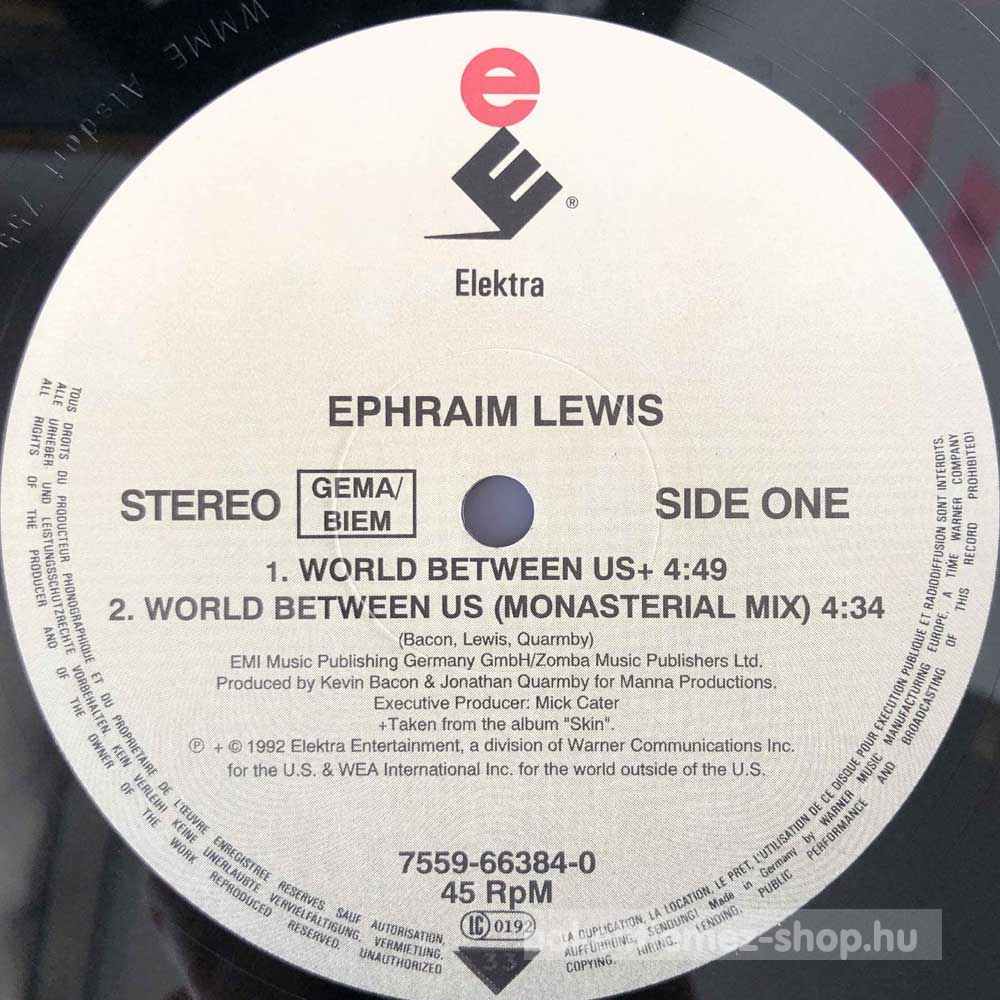 WMME Alsdorf 755
e
E
®
Elektra
EPHRAIM LEWIS
STEREO
GEMA/
BIEM
SIDE ONE
1. WORLD BETWEEN US+ 4:49
2. WORLD BETWEEN US (MONASTERIAL MIX) 4:34
(Bacon, Lewis, Quarmby)
EMI Music Publishing Germany GmbH/Zomba Music Publishers Ltd.
Produced by Kevin Bacon & Jonathan Quarmby for Manna Productions.
Executive Producer: Mick Cater
+Taken from the album "Skin".
℗ + © 1992 Elektra Entertainment, a division of Warner Communications Inc.
for the U.S. & WEA International Inc. for the world outside of the U.S.
7559-66384-0
45 RpM
LC 0192
33
TOUS DROITS DU PRODUCTEUR PHONOGRAPHIQUE ET DU PROPRIETAIRE DE L'ŒUVRE ENREGISTREE RESERVES. SAUF AUTORISATION, LA DUPLICATION, LA LOCATION, LE PRET, L'UTILISATION DE CE DISQUE POUR EXECUTION PUBLIQUE ET RADIODIFFUSION SONT INTERDITS.
ALLE URHEBER UND LEISTUNGSSCHUTZRECHTE VORBEHALTEN. KEIN VERLEIH! KEINE UNERLAUBTE VERVIELFÄLTIGUNG, VERMIETUNG, AUFFÜHRUNG, SENDUNG! Made in Germany by WARNER MUSIC MANUFACTURING EUROPE. A TIME WARNER COMPANY
ALL RIGHTS OF THE PRODUCER AND OF THE OWNER OF THE WORK REPRODUCED RESERVED. UNAUTHORIZED COPYING, HIRING, LENDING, PUBLIC PERFORMANCE AND BROADCASTING OF THIS RECORD PROHIBITED!
mez-shop.hu